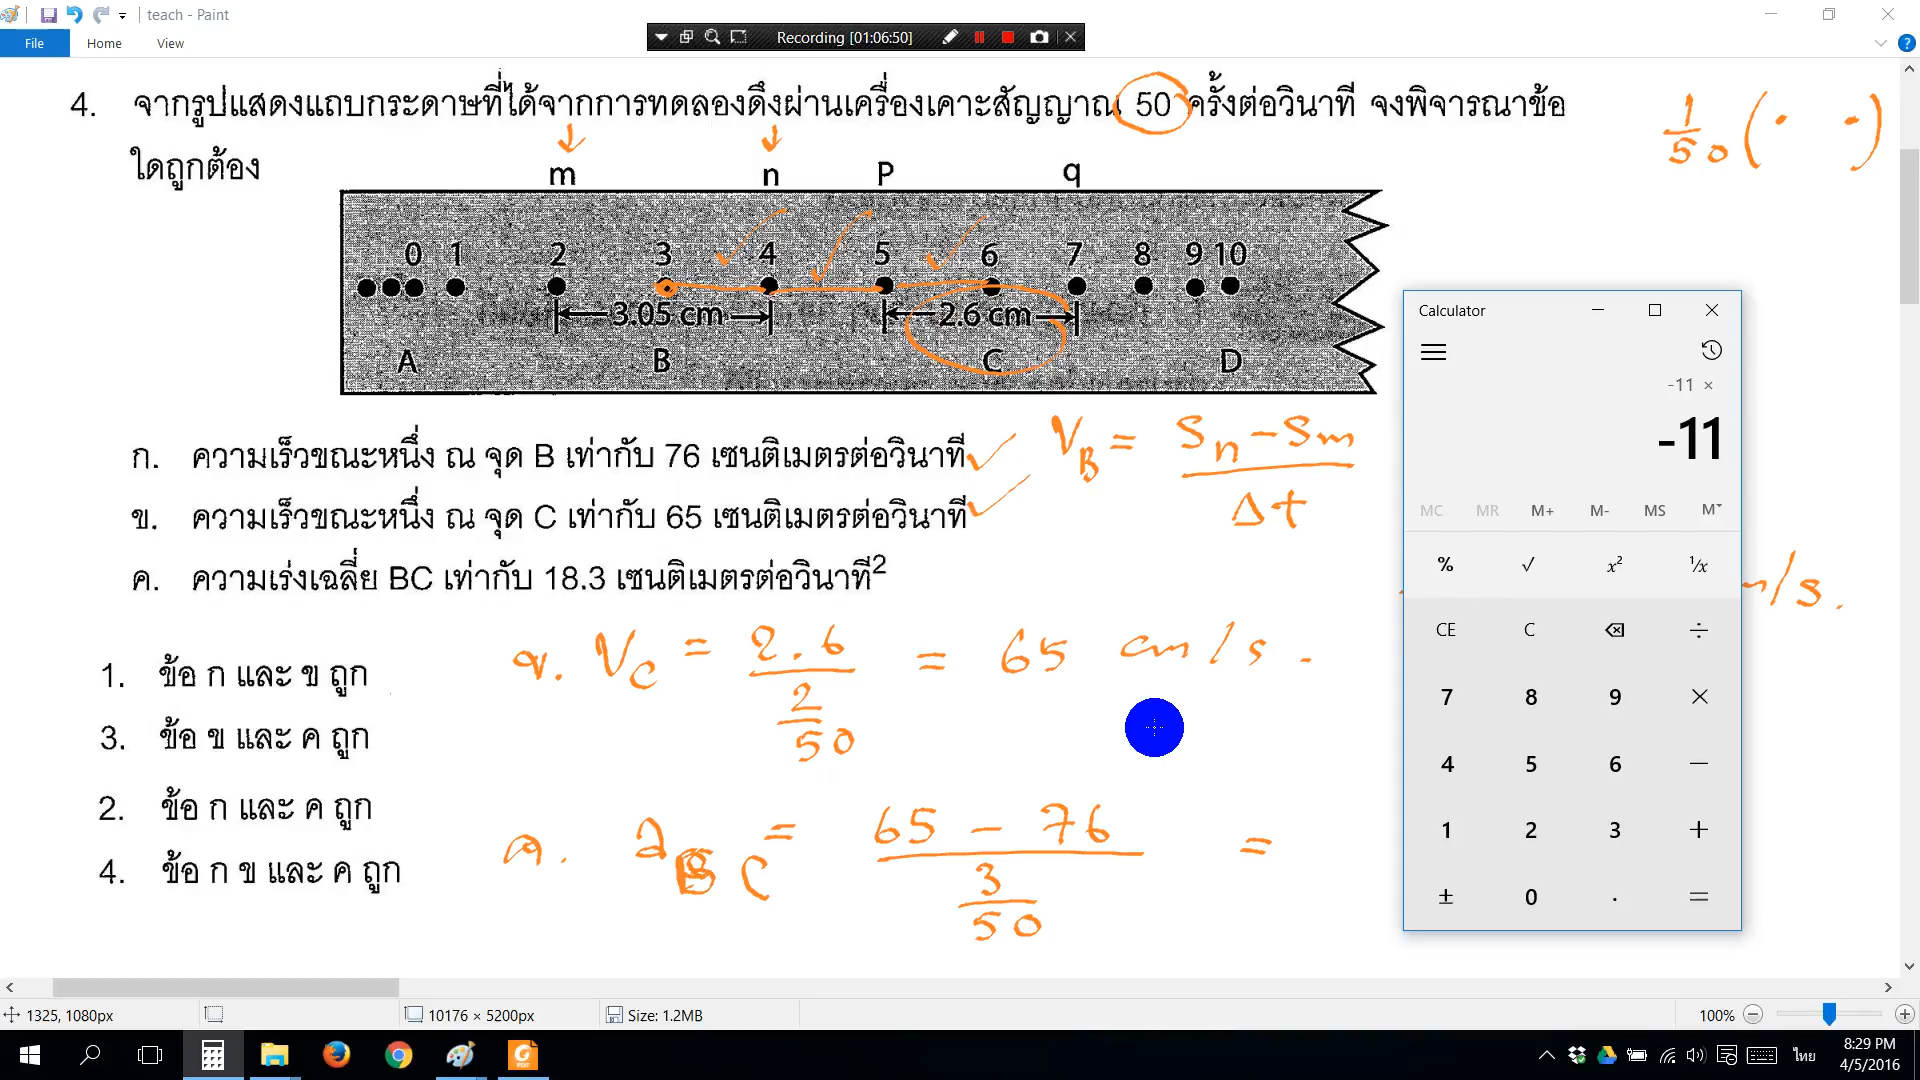 teach - Paint
File Home View
Recording [01:06:50]
4. จากรูปแสดงแถบกระดาษที่ได้จากการทดลองดึงผ่านเครื่องเคาะสัญญาณ 50 ครั้งต่อวินาที จงพิจารณาข้อ
ใดถูกต้อง
1/50 ( . . )
m n P q
0 1 2 3 4 5 6 7 8 9 10
3.05 cm 2.6 cm
A B C D
ก. ความเร็วขณะหนึ่ง ณ จุด B เท่ากับ 76 เซนติเมตรต่อวินาที
V_B = S_n - S_m / Δt
ข. ความเร็วขณะหนึ่ง ณ จุด C เท่ากับ 65 เซนติเมตรต่อวินาที
ค. ความเร่งเฉลี่ย BC เท่ากับ 18.3 เซนติเมตรต่อวินาที²
m/s.
ข. V_C = 2.6 / 2/50 = 65 cm/s.
1. ข้อ ก และ ข ถูก
3. ข้อ ข และ ค ถูก
2. ข้อ ก และ ค ถูก
4. ข้อ ก ข และ ค ถูก
ค. a_BC = 65 - 76 / 3/50 =
Calculator
-11 ×
-11
MC MR M+ M- MS M˅
% √ x² ¹/x
CE C ÷
7 8 9 ×
4 5 6 −
1 2 3 +
± 0 . =
1325, 1080px
10176 × 5200px
Size: 1.2MB
100%
ไทย
8:29 PM
4/5/2016